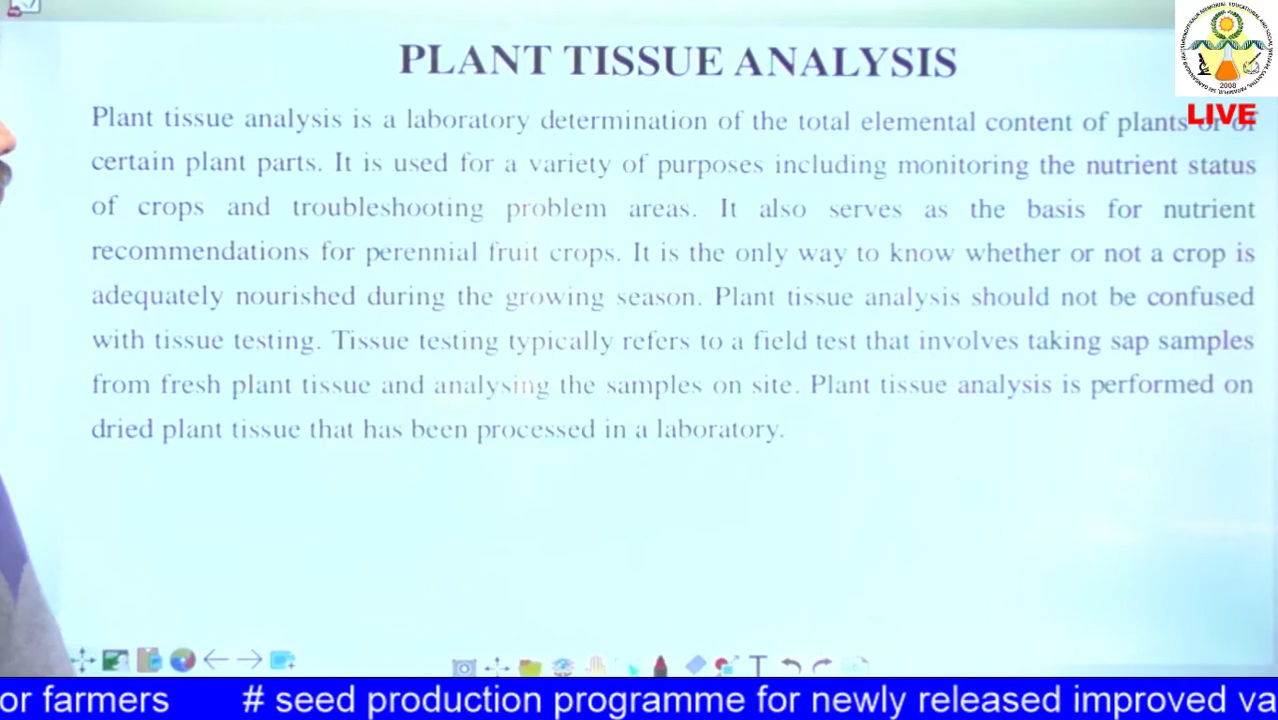 PLANT TISSUE ANALYSIS
LIVE
2008
Plant tissue analysis is a laboratory determination of the total elemental content of plants or of
certain plant parts. It is used for a variety of purposes including monitoring the nutrient status
of crops and troubleshooting problem areas. It also serves as the basis for nutrient
recommendations for perennial fruit crops. It is the only way to know whether or not a crop is
adequately nourished during the growing season. Plant tissue analysis should not be confused
with tissue testing. Tissue testing typically refers to a field test that involves taking sap samples
from fresh plant tissue and analysing the samples on site. Plant tissue analysis is performed on
dried plant tissue that has been processed in a laboratory.
or farmers # seed production programme for newly released improved va